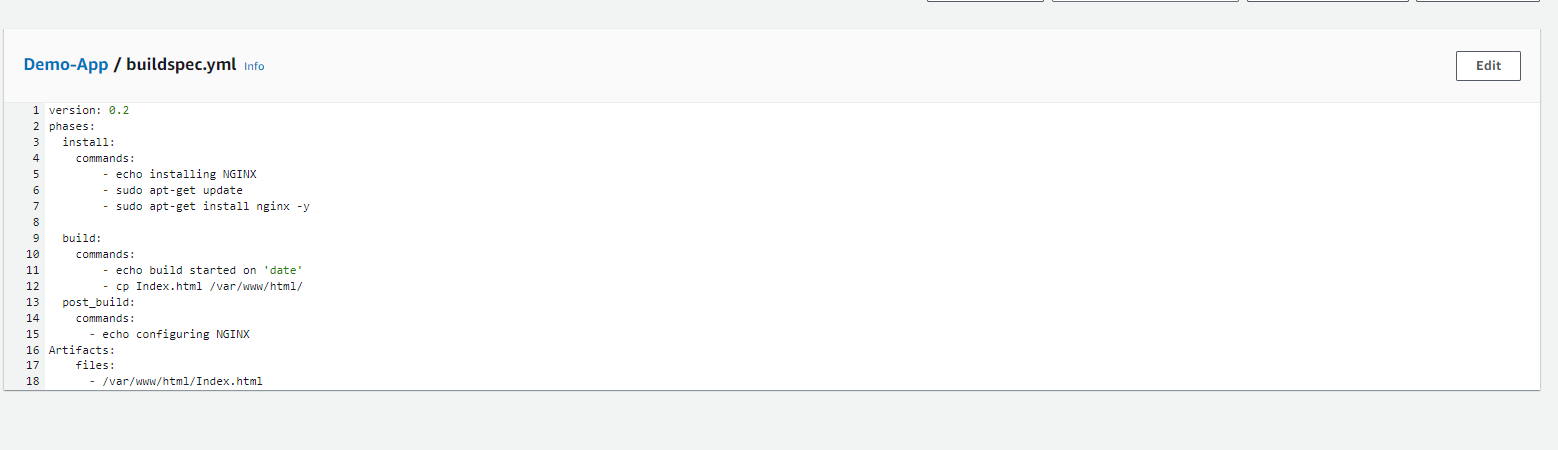 Demo-App / buildspec.yml Info
Edit
1 version: 0.2
2 phases:
3   install:
4     commands:
5         - echo installing NGINX
6         - sudo apt-get update
7         - sudo apt-get install nginx -y
8
9   build:
10     commands:
11         - echo build started on 'date'
12         - cp Index.html /var/www/html/
13   post_build:
14     commands:
15       - echo configuring NGINX
16 Artifacts:
17     files:
18       - /var/www/html/Index.html